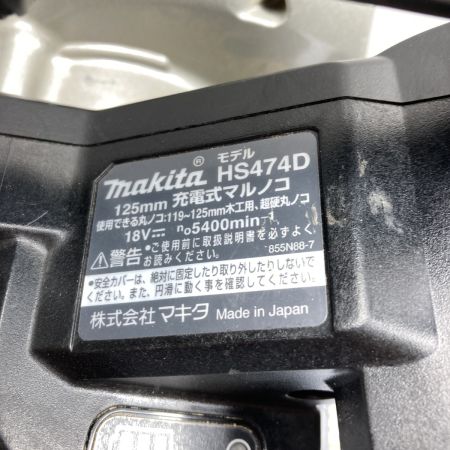 makita® モデル HS474D
125mm 充電式マルノコ
使用できる丸ノコ:119~125mm木工用、超硬丸ノコ
18V⎓ n₀5400min⁻¹
⚠警告 ●ご使用前に取扱説明書を必ずよく
お読みください。 855N88-7
●安全カバーは、絶対に固定したり取り外したりしないで
ください。また、円滑に動く事を確認してください。
株式会社 マキタ Made in Japan